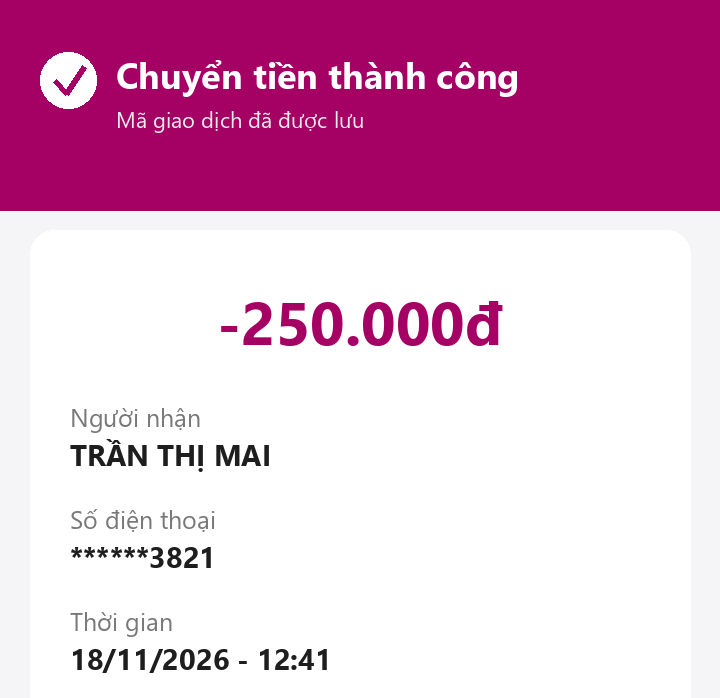 Chuyển tiền thành công
Mã giao dịch đã được lưu
-250.000đ
Người nhận
TRẦN THỊ MAI
Số điện thoại
******3821
Thời gian
18/11/2026 - 12:41